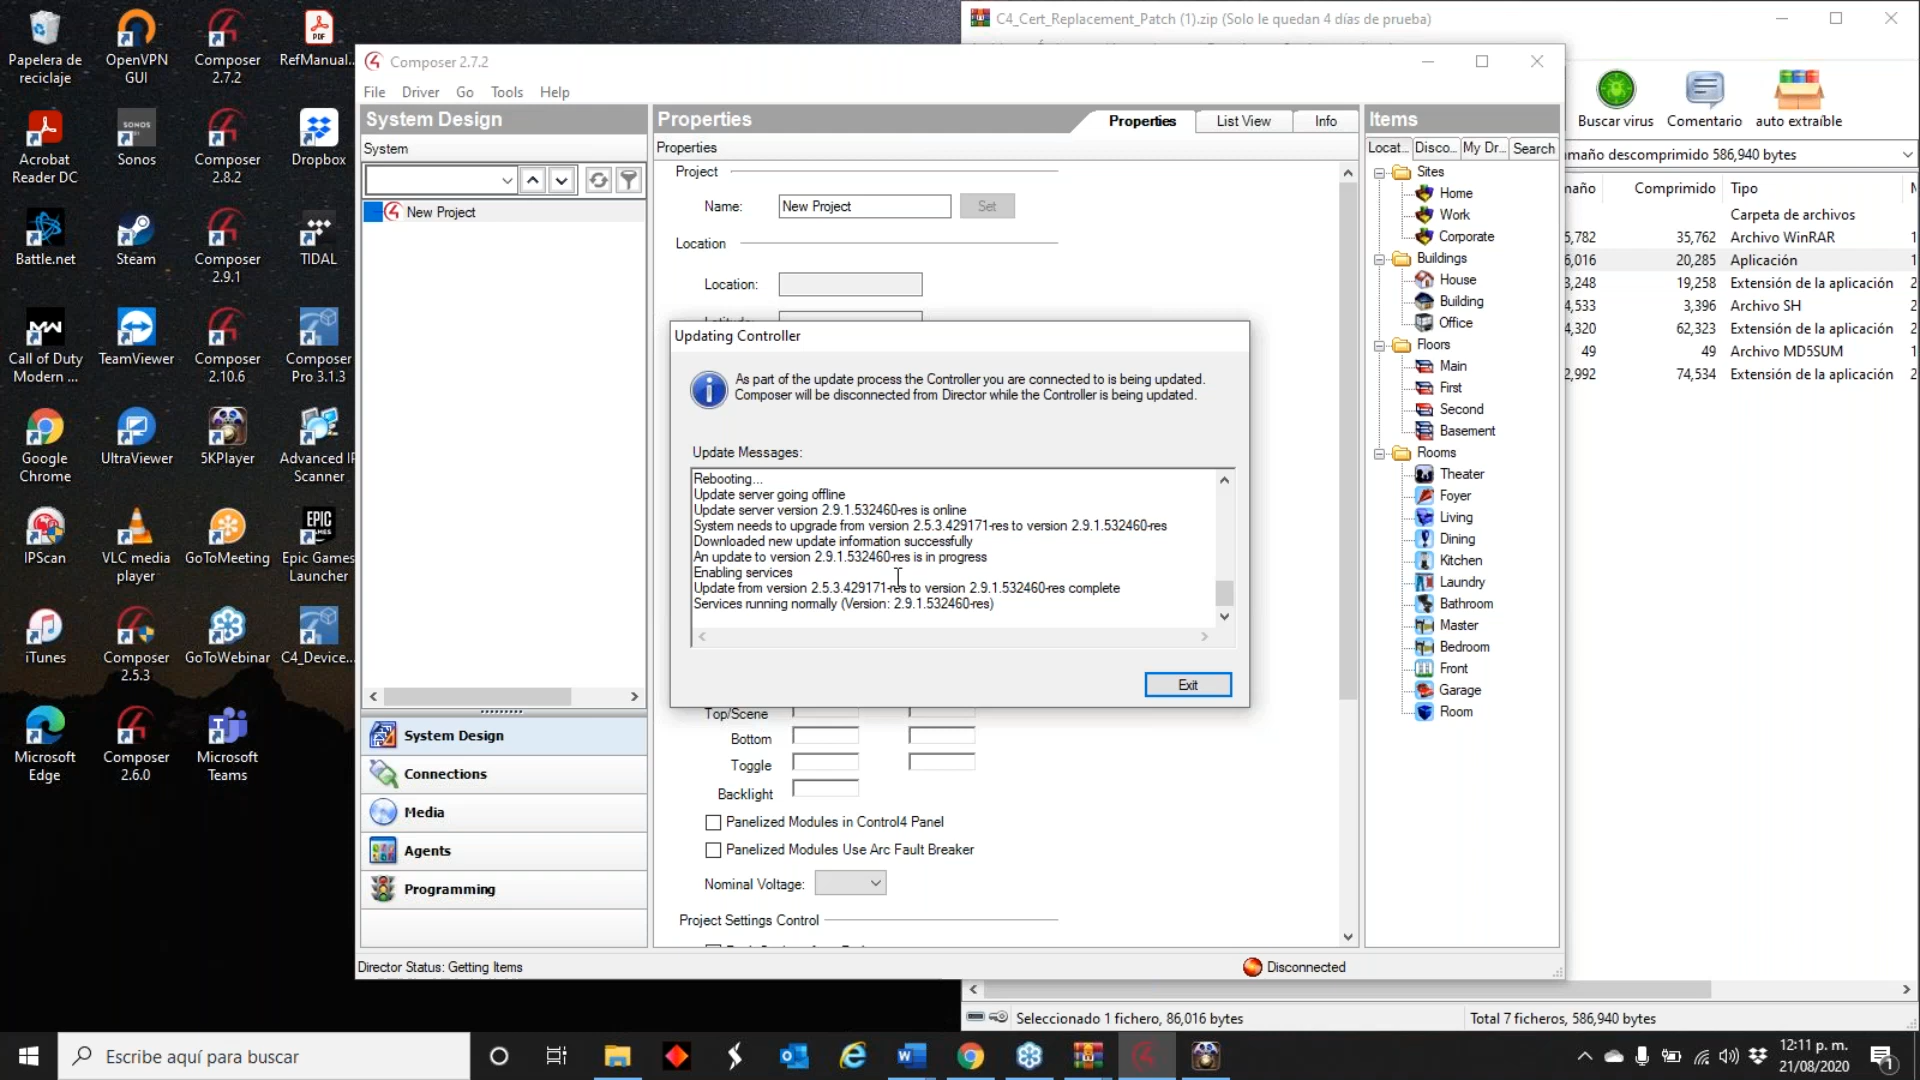 Papelera de
reciclaje
OpenVPN
GUI
Composer
2.7.2
PDF
RefManual...
Acrobat
Reader DC
SONOS
Sonos
Composer
2.8.2
Dropbox
Battle.net
Steam
Composer
2.9.1
TIDAL
Call of Duty
Modern ...
TeamViewer
Composer
2.10.6
Composer
Pro 3.1.3
Google
Chrome
UltraViewer
5KPlayer
Advanced IP
Scanner
IPScan
VLC media
player
GoToMeeting
EPIC
GAMES
Epic Games
Launcher
iTunes
Composer
2.5.3
GoToWebinar
C4_Device...
Microsoft
Edge
Composer
2.6.0
Microsoft
Teams
C4_Cert_Replacement_Patch (1).zip (Solo le quedan 4 días de prueba)
Composer 2.7.2
File Driver Go Tools Help
System Design
System
New Project
System Design
Connections
Media
Agents
Programming
Properties
Properties List View Info
Properties
Project
Name: New Project Set
Location
Location:
Updating Controller
As part of the update process the Controller you are connected to is being updated.
Composer will be disconnected from Director while the Controller is being updated.
Update Messages:
Rebooting...
Update server going offline
Update server version 2.9.1.532460-res is online
System needs to upgrade from version 2.5.3.429171-res to version 2.9.1.532460-res
Downloaded new update information successfully
An update to version 2.9.1.532460-res is in progress
Enabling services
Update from version 2.5.3.429171-res to version 2.9.1.532460-res complete
Services running normally (Version: 2.9.1.532460-res)
Exit
Top/Scene
Bottom
Toggle
Backlight
Panelized Modules in Control4 Panel
Panelized Modules Use Arc Fault Breaker
Nominal Voltage:
Project Settings Control
Items
Locat... Disco... My Dr... Search
Sites
Home
Work
Corporate
Buildings
House
Building
Office
Floors
Main
First
Second
Basement
Rooms
Theater
Foyer
Living
Dining
Kitchen
Laundry
Bathroom
Master
Bedroom
Front
Garage
Room
Director Status: Getting Items
Disconnected
Buscar virus Comentario auto extraíble
maño descomprimido 586,940 bytes
maño Comprimido Tipo
Carpeta de archivos
5,782 35,762 Archivo WinRAR
6,016 20,285 Aplicación
3,248 19,258 Extensión de la aplicación
4,533 3,396 Archivo SH
4,320 62,323 Extensión de la aplicación
49 49 Archivo MD5SUM
2,992 74,534 Extensión de la aplicación
Seleccionado 1 fichero, 86,016 bytes
Total 7 ficheros, 586,940 bytes
Escribe aquí para buscar
12:11 p. m.
21/08/2020
1